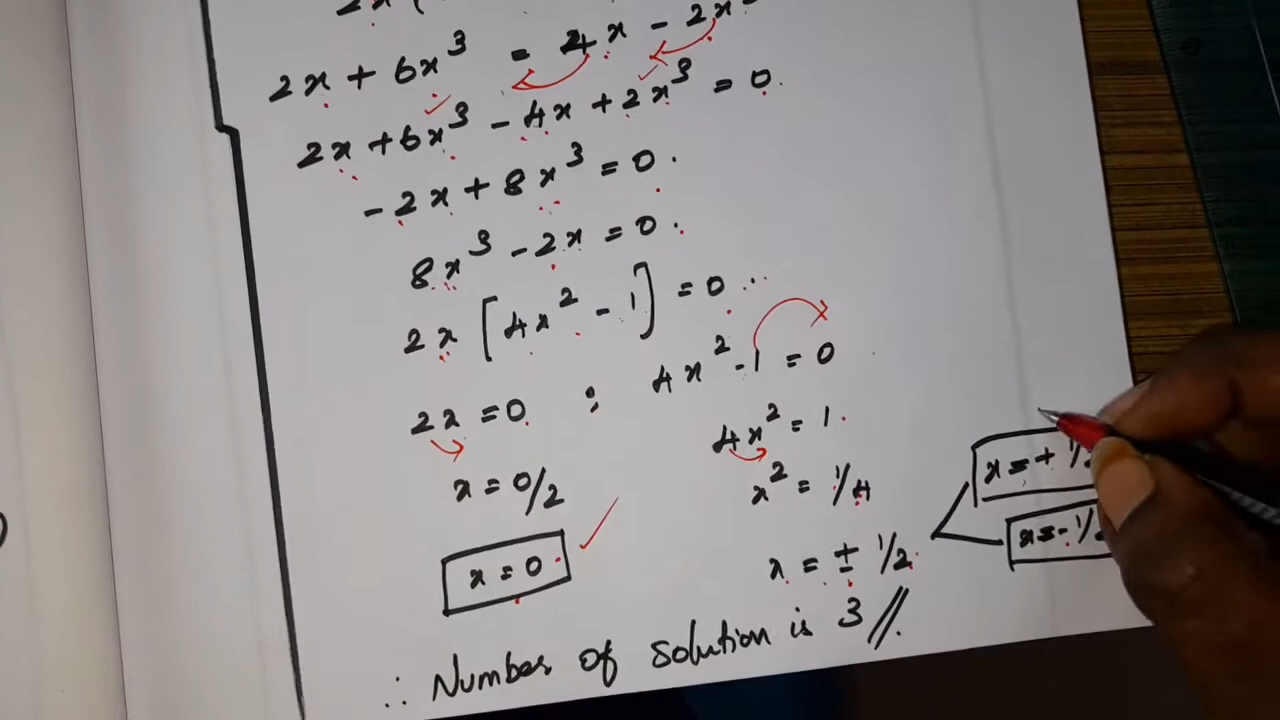 2x (
2x + 6x³ = 4x - 2x³
2x + 6x³ - 4x + 2x³ = 0.
- 2x + 8x³ = 0.
8x³ - 2x = 0.
2x [4x² - 1] = 0
2x = 0 ; 4x² - 1 = 0
4x² = 1
x = 0/2 x² = 1/4
x = + 1/2
x = 0 x = ± 1/2 x = - 1/2
∴ Number of solution is 3 //.